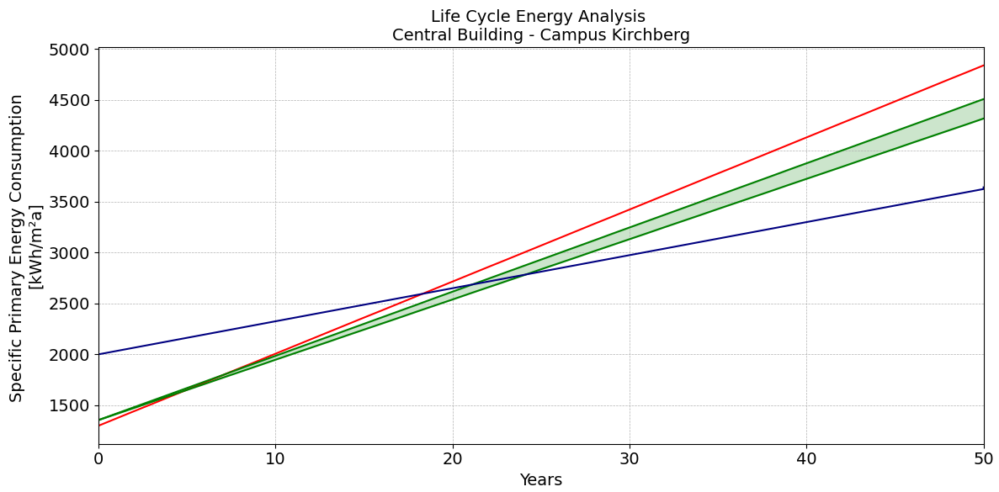 Life Cycle Energy Analysis
Central Building - Campus Kirchberg
Specific Primary Energy Consumption
[kWh/m²a]
5000
4500
4000
3500
3000
2500
2000
1500
0
10
20
30
40
50
Years